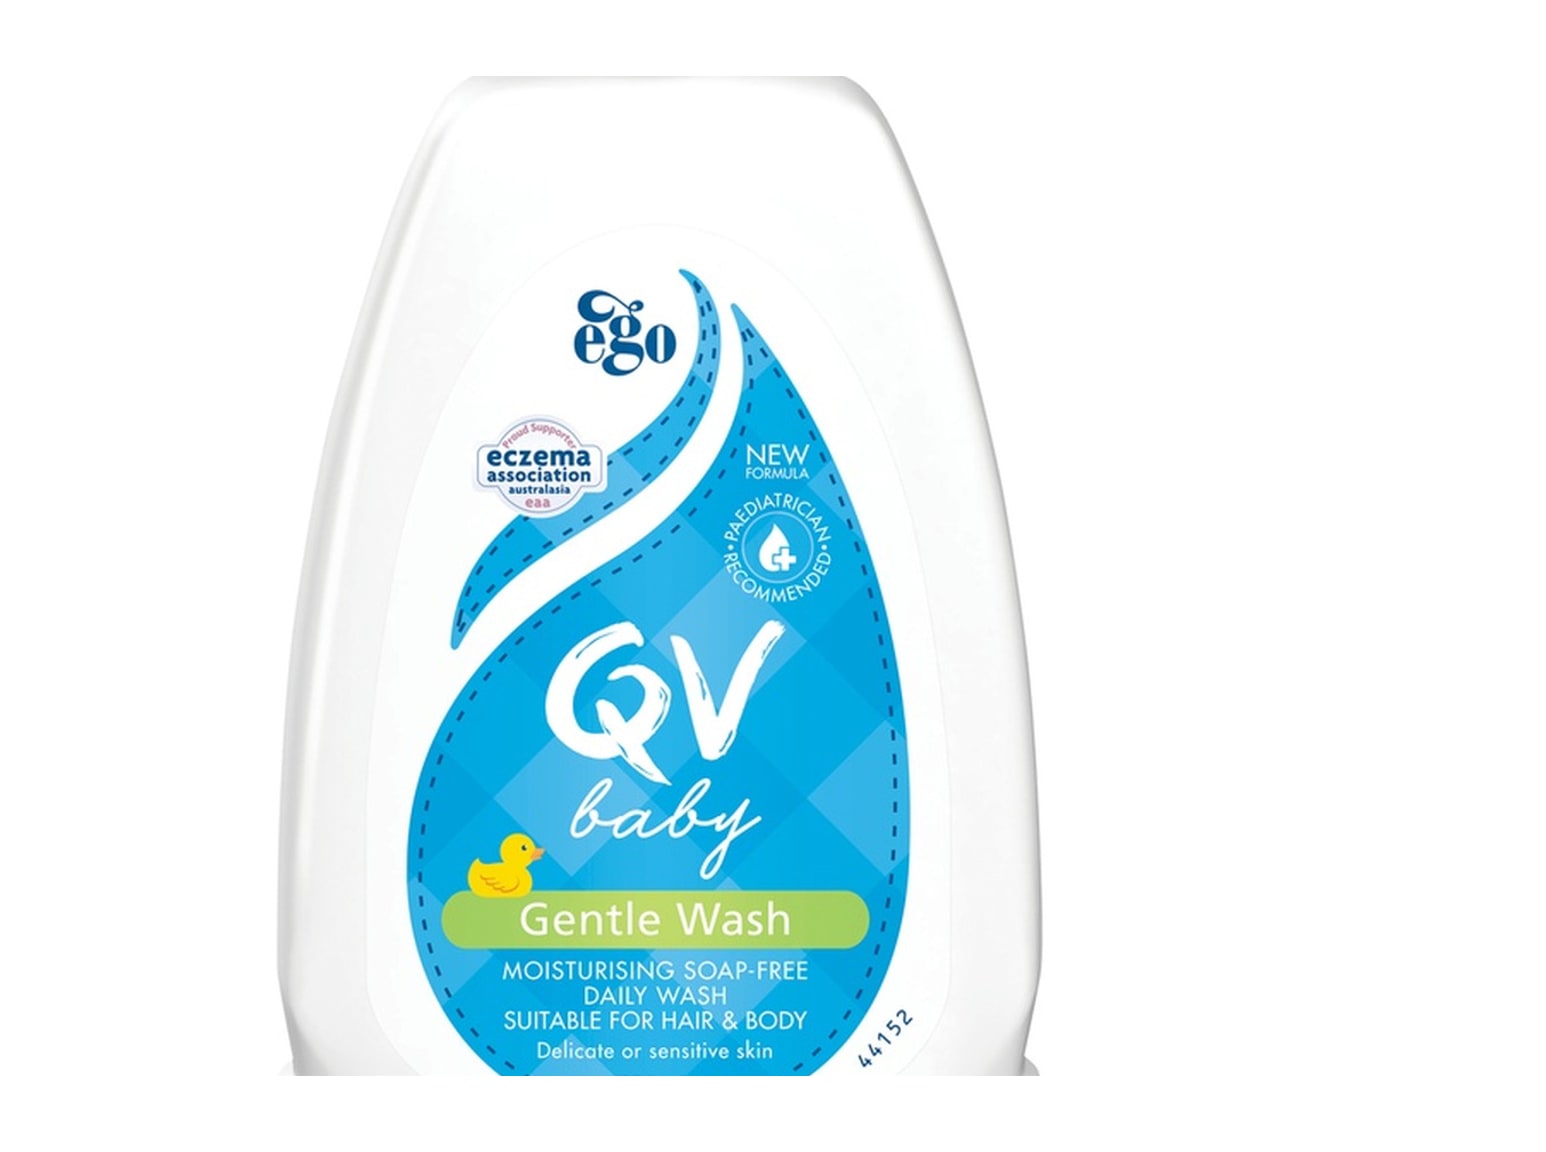 ego
Proud Supporter
eczema
association
australasia
eaa
NEW
FORMULA
PAEDIATRICIAN
RECOMMENDED
QV
baby
Gentle Wash
MOISTURISING SOAP-FREE
DAILY WASH
SUITABLE FOR HAIR & BODY
Delicate or sensitive skin
44152